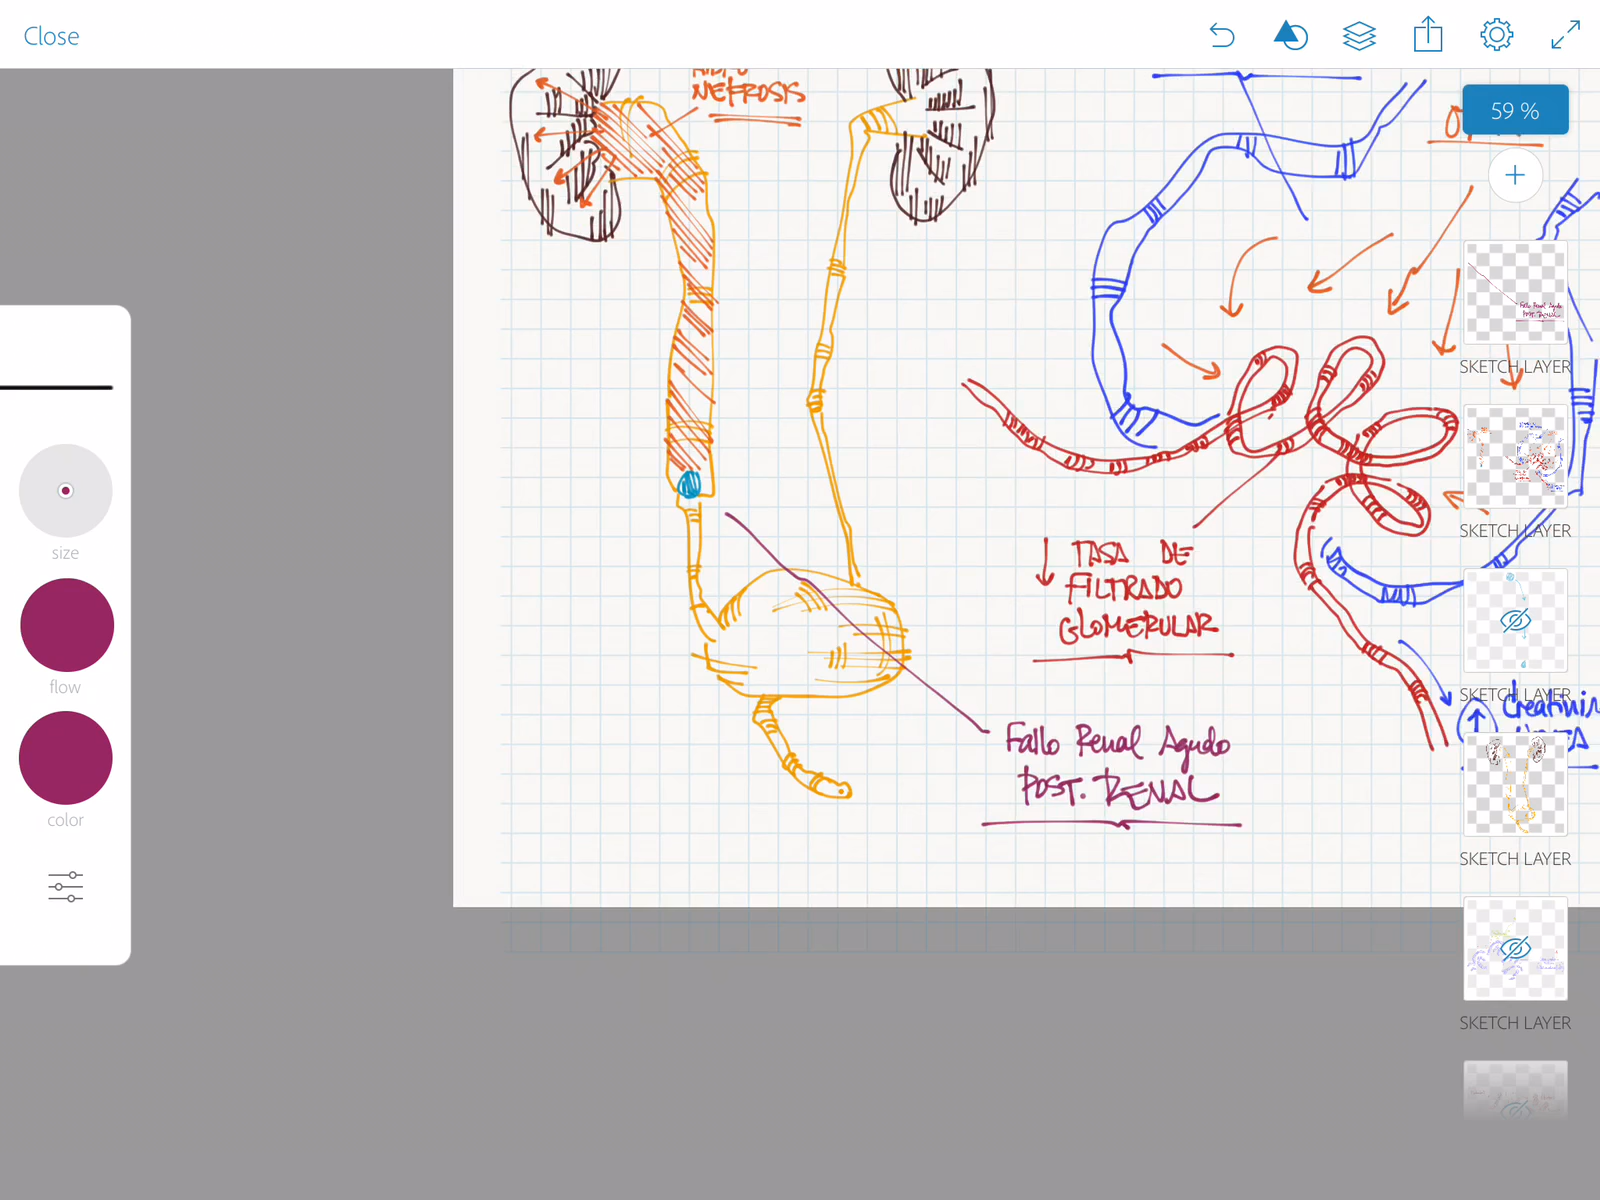 Close
NEFROSIS
59 %
SKETCH LAYER
SKETCH LAYER
size
↓ TASA DE
FILTRADO
GLOMERULAR
flow
SKETCH LAYER
Fallo Renal Agudo
POST. RENAL
color
SKETCH LAYER
SKETCH LAYER